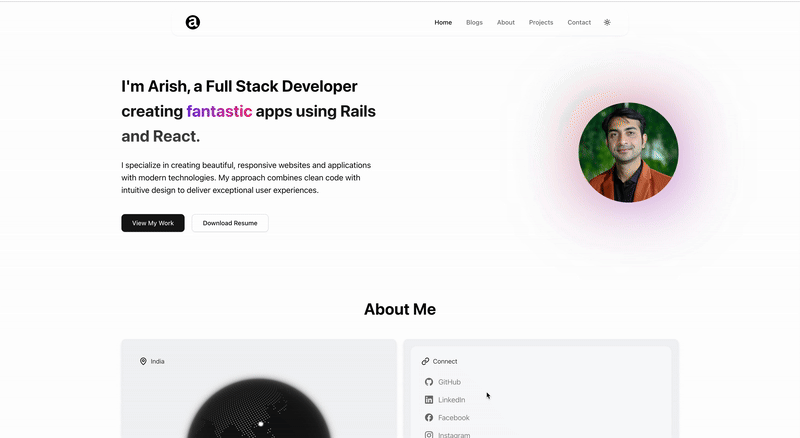 a
Home Blogs About Projects Contact
I'm Arish, a Full Stack Developer
creating fantastic apps using Rails
and React.
I specialize in creating beautiful, responsive websites and applications
with modern technologies. My approach combines clean code with
intuitive design to deliver exceptional user experiences.
View My Work Download Resume
About Me
India
Connect
GitHub
LinkedIn
Facebook
Instagram